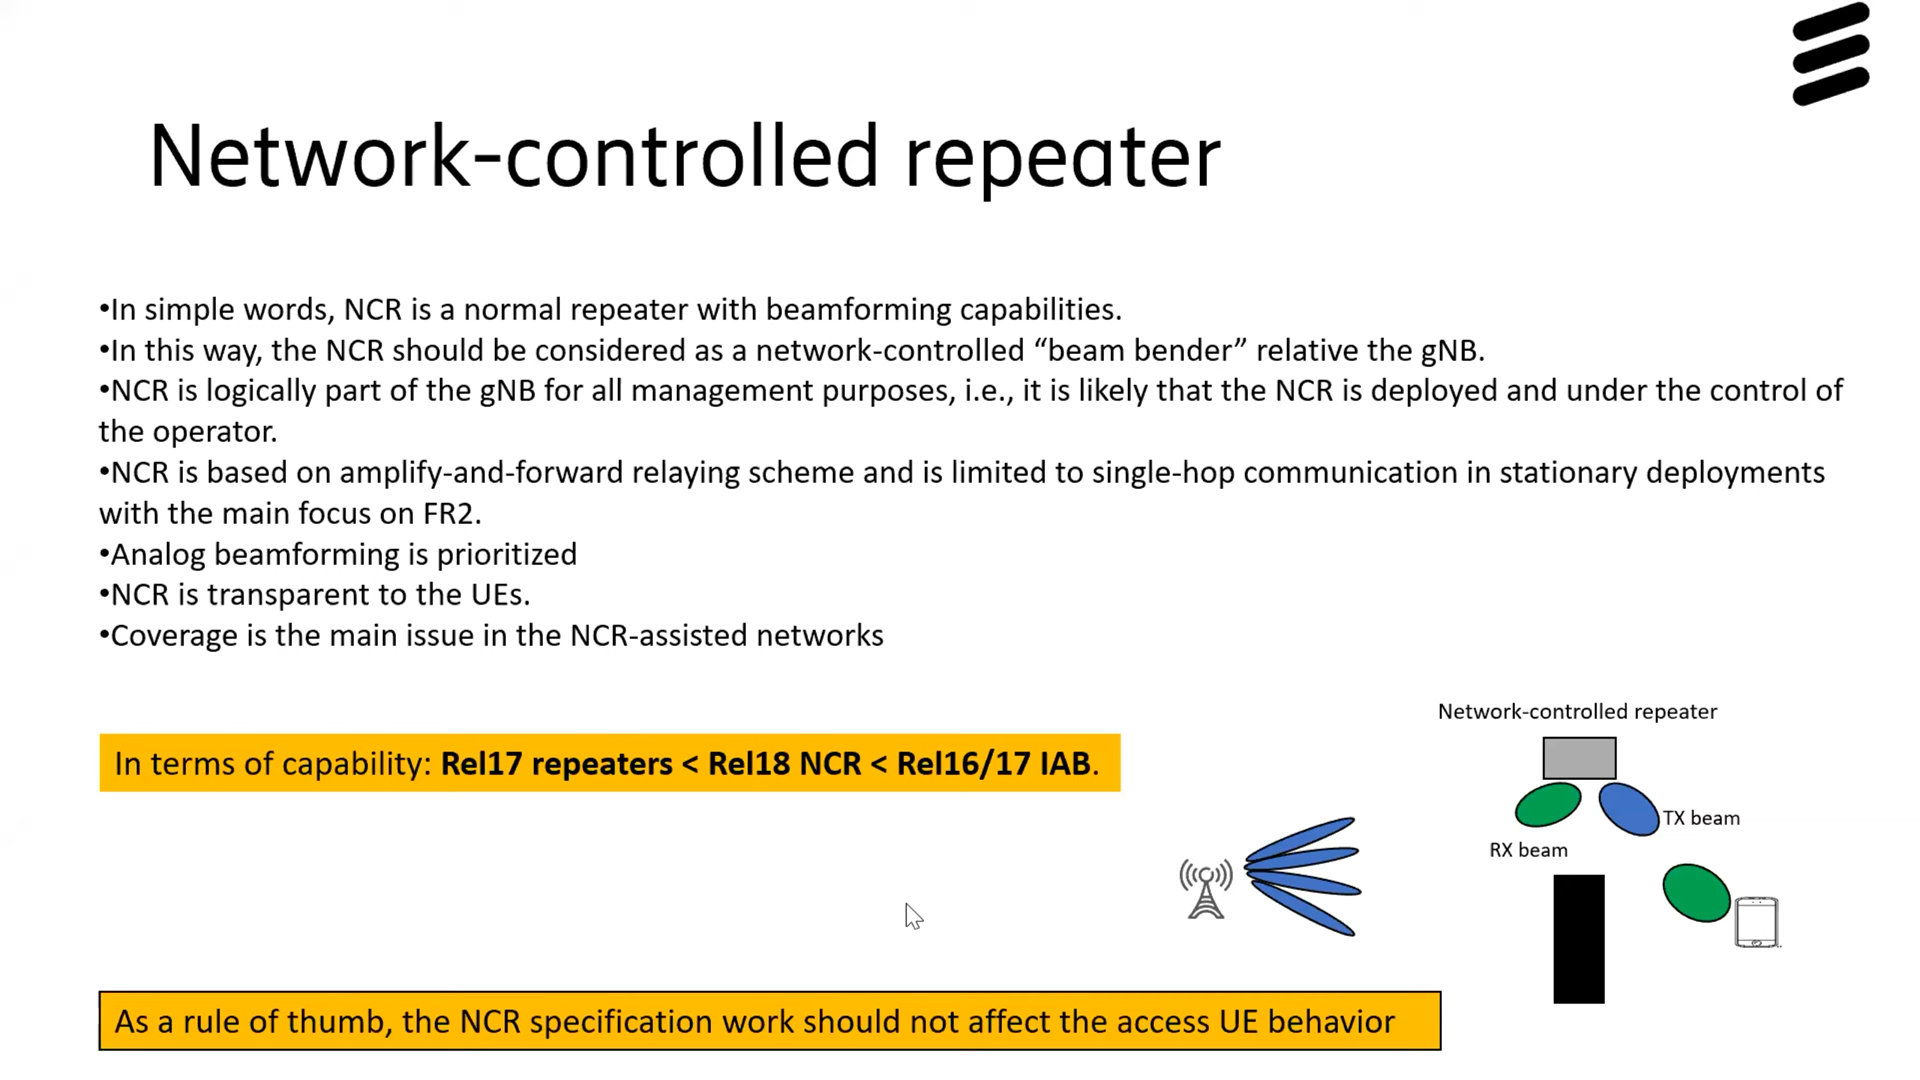 Network-controlled repeater
•In simple words, NCR is a normal repeater with beamforming capabilities.
•In this way, the NCR should be considered as a network-controlled “beam bender” relative the gNB.
•NCR is logically part of the gNB for all management purposes, i.e., it is likely that the NCR is deployed and under the control of
the operator.
•NCR is based on amplify-and-forward relaying scheme and is limited to single-hop communication in stationary deployments
with the main focus on FR2.
•Analog beamforming is prioritized
•NCR is transparent to the UEs.
•Coverage is the main issue in the NCR-assisted networks
In terms of capability: Rel17 repeaters < Rel18 NCR < Rel16/17 IAB.
Network-controlled repeater
TX beam
RX beam
As a rule of thumb, the NCR specification work should not affect the access UE behavior